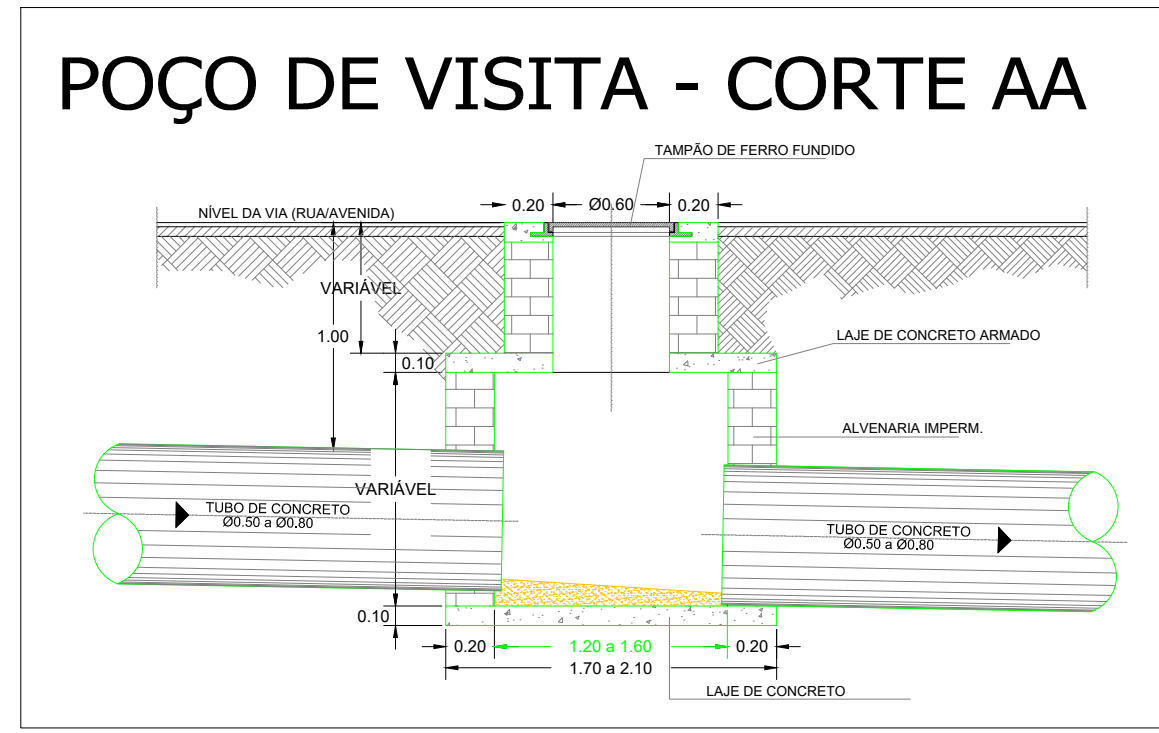 POÇO DE VISITA - CORTE AA
TAMPÃO DE FERRO FUNDIDO
0.20
Ø0.60
0.20
NÍVEL DA VIA (RUA/AVENIDA)
VARIÁVEL
1.00
LAJE DE CONCRETO ARMADO
0.10
ALVENARIA IMPERM.
VARIÁVEL
TUBO DE CONCRETO
Ø0.50 a Ø0.80
TUBO DE CONCRETO
Ø0.50 a Ø0.80
0.10
0.20
1.20 a 1.60
0.20
1.70 a 2.10
LAJE DE CONCRETO